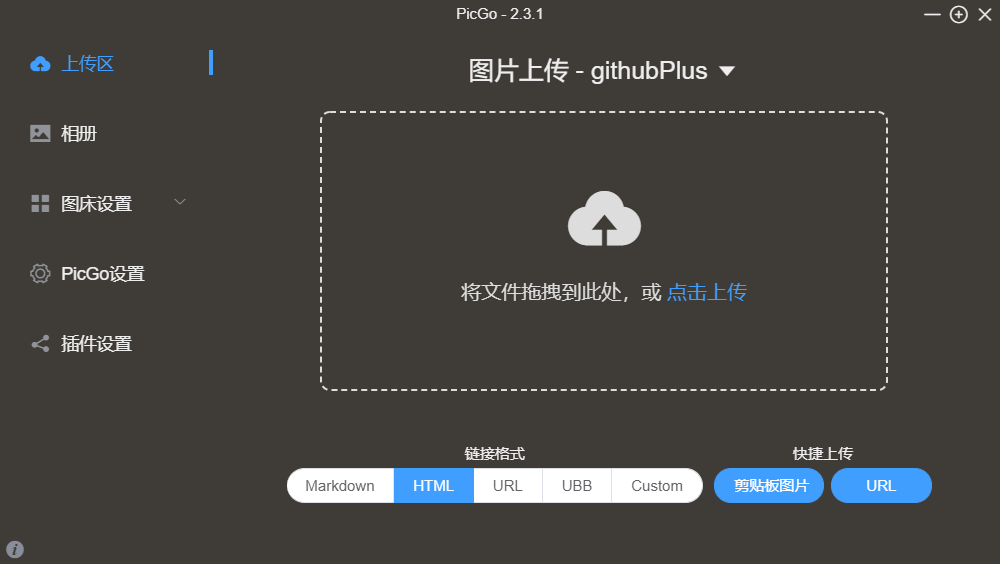 PicGo - 2.3.1
上传区
相册
图床设置
PicGo设置
插件设置
图片上传 - githubPlus
将文件拖拽到此处，或 点击上传
链接格式
Markdown HTML URL UBB Custom
快捷上传
剪贴板图片 URL